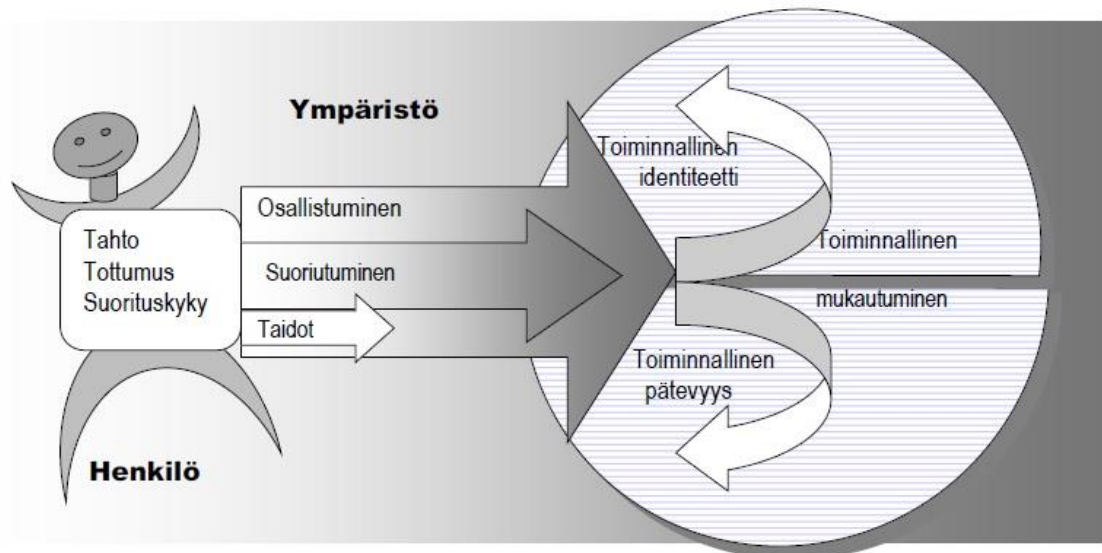 Ympäristö
Tahto
Tottumus
Suorituskyky
Osallistuminen
Suoriutuminen
Taidot
Henkilö
Toiminnallinen
identiteetti
Toiminnallinen
mukautuminen
Toiminnallinen
pätevyys